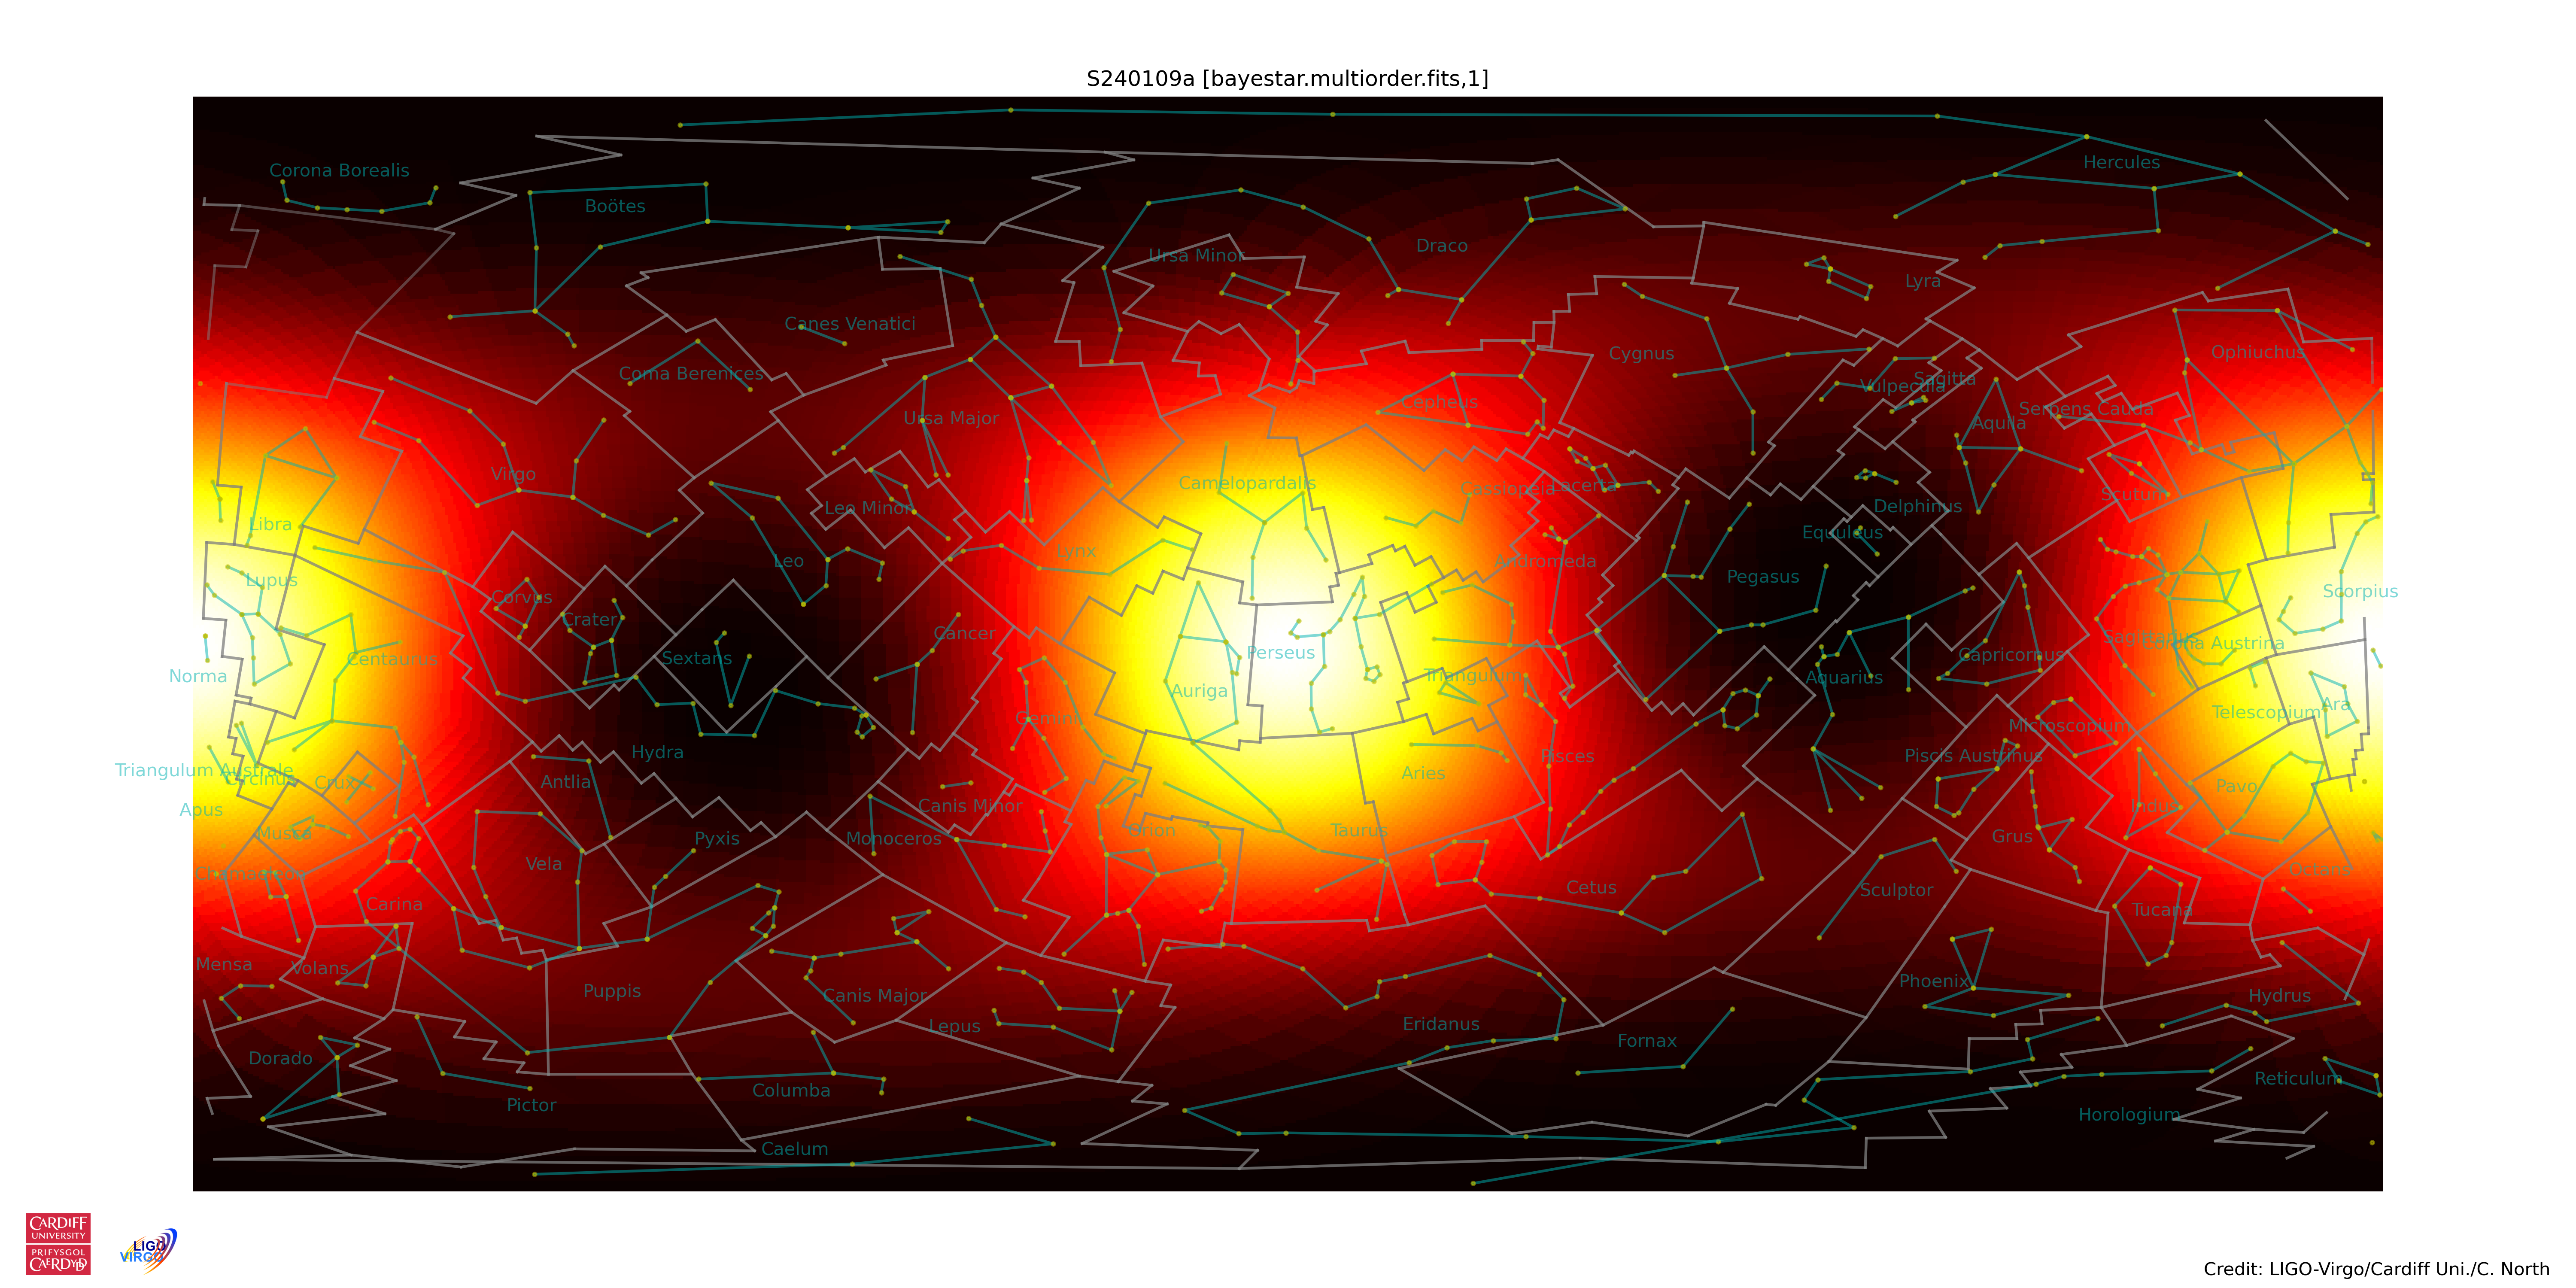 S240109a [bayestar.multiorder.fits,1]
Corona Borealis
Hercules
Boötes
Draco
Ursa Minor
Lyra
Canes Venatici
Cygnus
Ophiuchus
Coma Berenices
Vulpecula
Sagitta
Ursa Major
Cepheus
Serpens Cauda
Aquila
Virgo
Camelopardalis
Cassiopeia
Lacerta
Scutum
Leo Minor
Delphinus
Libra
Equuleus
Lynx
Leo
Andromeda
Pegasus
Lupus
Scorpius
Corvus
Crater
Cancer
Sagittarius
Corona Austrina
Centaurus
Sextans
Perseus
Capricornus
Norma
Auriga
Triangulum
Aquarius
Ara
Gemini
Telescopium
Microscopium
Hydra
Pisces
Piscis Austrinus
Triangulum Australe
Circinus
Crux
Antlia
Aries
Pavo
Apus
Canis Minor
Indus
Musca
Pyxis
Monoceros
Orion
Taurus
Grus
Vela
Chamaeleon
Octans
Carina
Cetus
Sculptor
Tucana
Mensa
Volans
Puppis
Canis Major
Phoenix
Hydrus
Lepus
Eridanus
Fornax
Dorado
Reticulum
Pictor
Columba
Horologium
Caelum
CARDIFF
UNIVERSITY
PRIFYSGOL
CAERDYDD
LIGO
VIRGO
Credit: LIGO-Virgo/Cardiff Uni./C. North